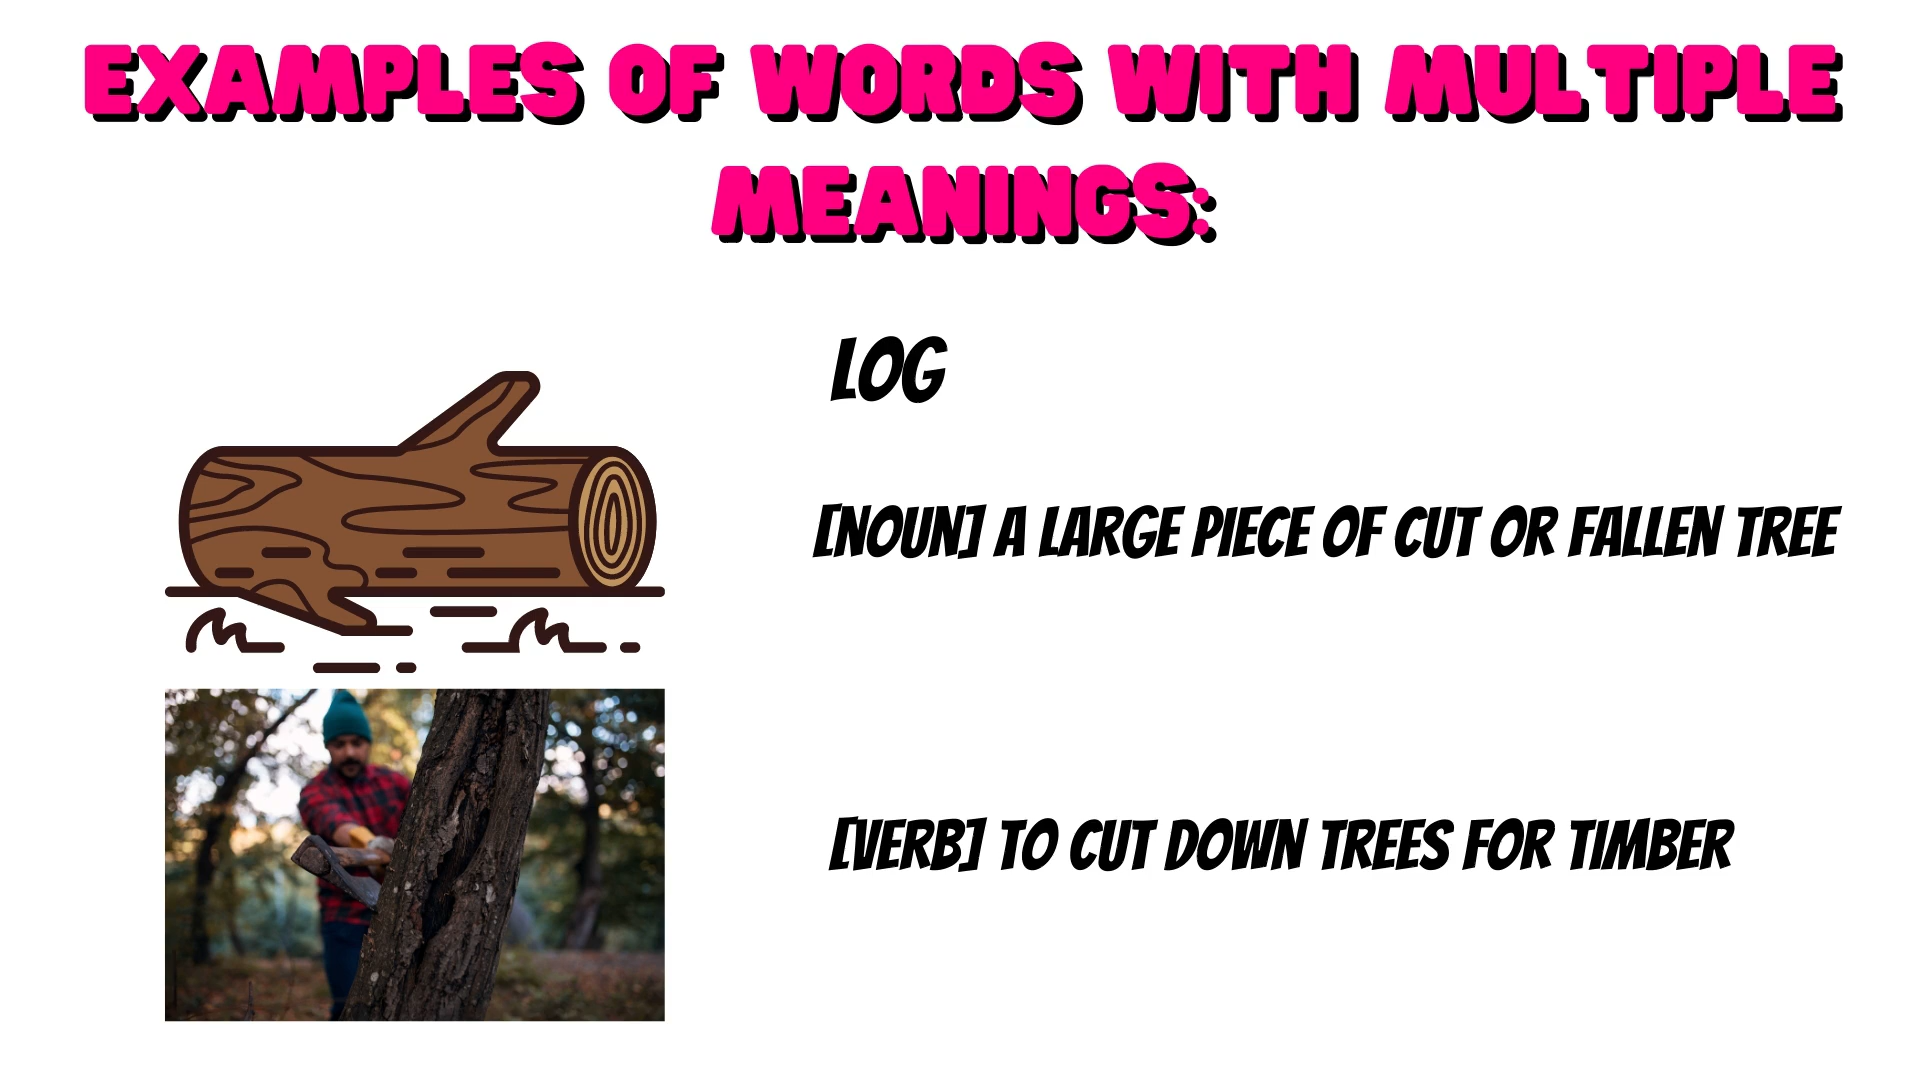 EXAMPLES OF WORDS WITH MULTIPLE
MEANINGS:
LOG
[NOUN] A LARGE PIECE OF CUT OR FALLEN TREE
[VERB] TO CUT DOWN TREES FOR TIMBER